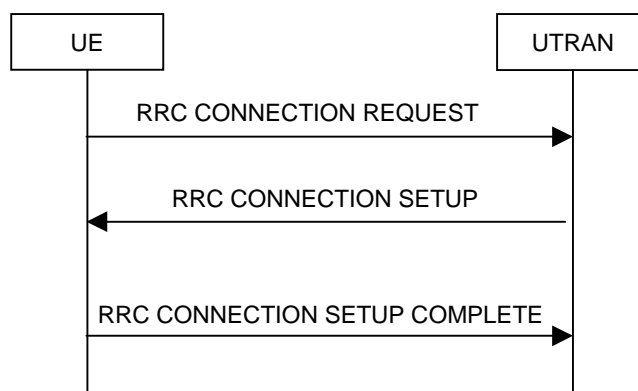 UE
UTRAN
RRC CONNECTION REQUEST
RRC CONNECTION SETUP
RRC CONNECTION SETUP COMPLETE